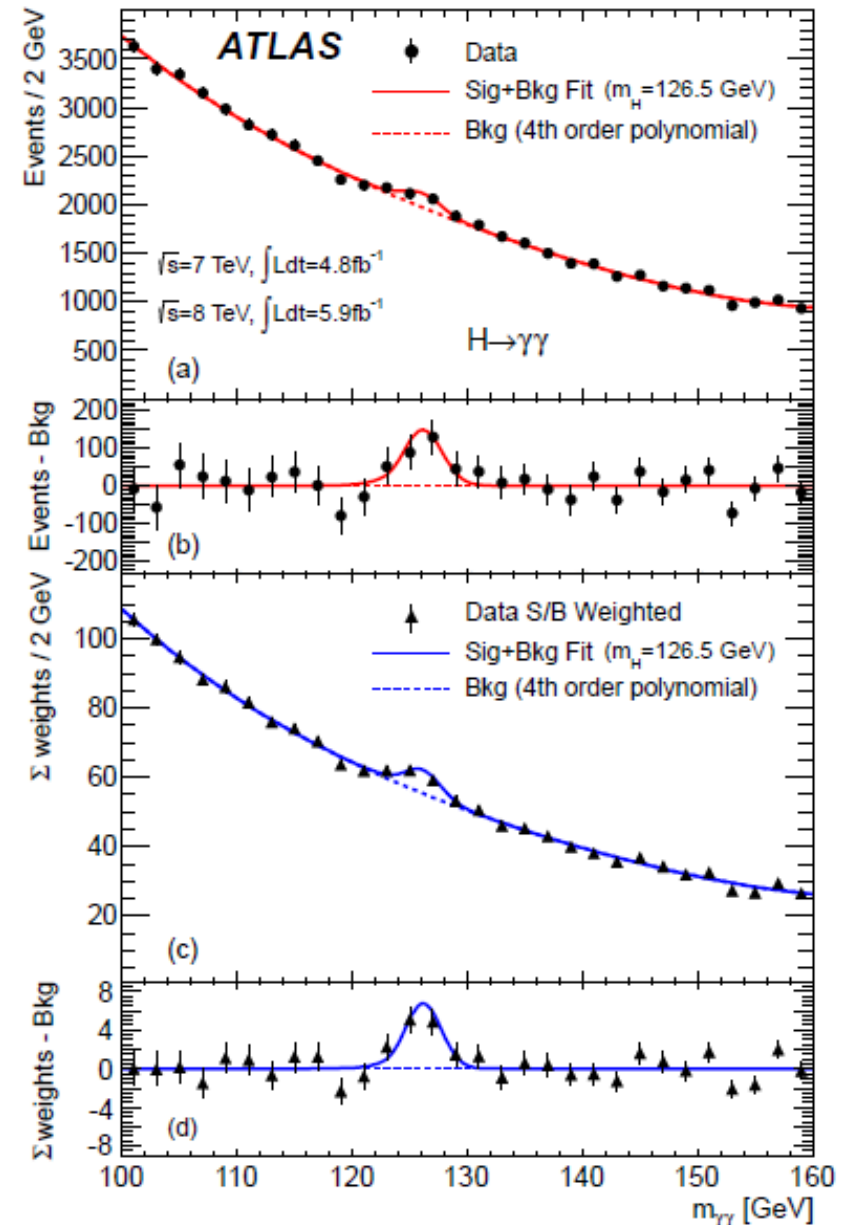 ATLAS
Data
Sig+Bkg Fit (m_H=126.5 GeV)
Bkg (4th order polynomial)
Events / 2 GeV
3500
3000
2500
2000
1500
1000
500
√s=7 TeV, ∫Ldt=4.8fb⁻¹
√s=8 TeV, ∫Ldt=5.9fb⁻¹
H→γγ
(a)
Events - Bkg
200
100
0
-100
-200
(b)
Data S/B Weighted
Sig+Bkg Fit (m_H=126.5 GeV)
Bkg (4th order polynomial)
Σ weights / 2 GeV
100
80
60
40
20
(c)
Σ weights - Bkg
8
4
0
-4
-8
(d)
100 110 120 130 140 150 160
m_γγ [GeV]